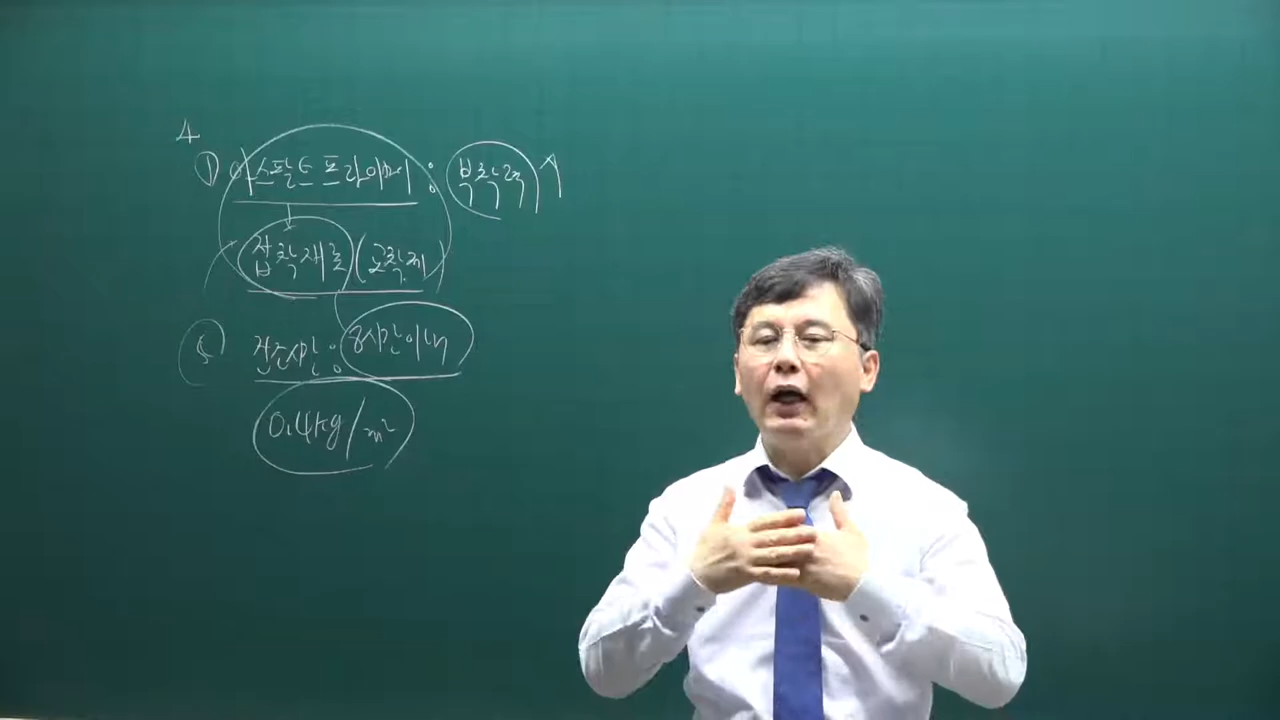 4
① 아스팔트 프라이머 : 부착력 ↑
접착재료 (교착제)
⑤ 건조시간 : 8시간 이내
0.4kg/m²